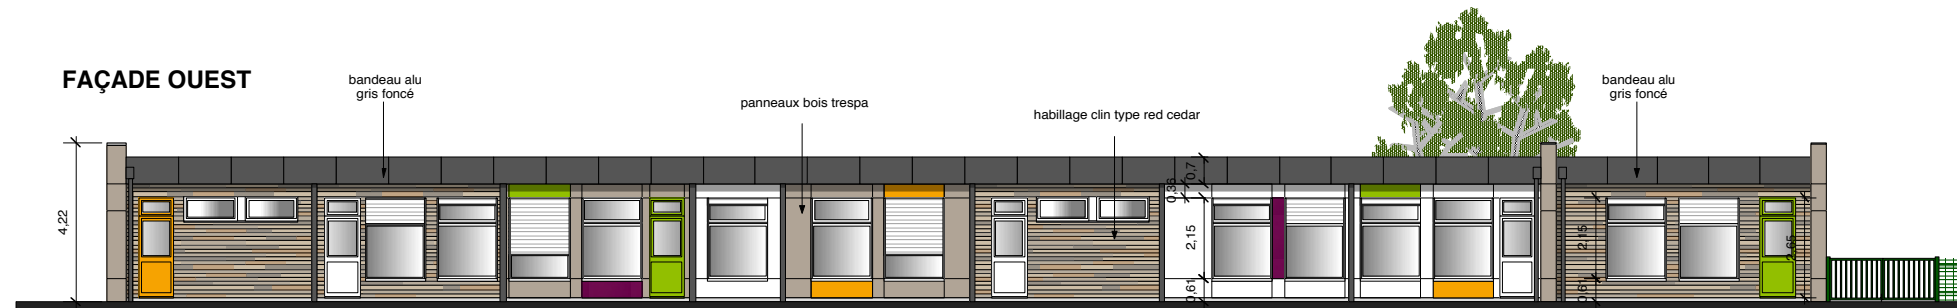 FAÇADE OUEST
bandeau alu
gris foncé
panneaux bois trespa
habillage clin type red cedar
bandeau alu
gris foncé
4,22
0,7
0,36
2,15
0,61
2,15
0,61
2,65